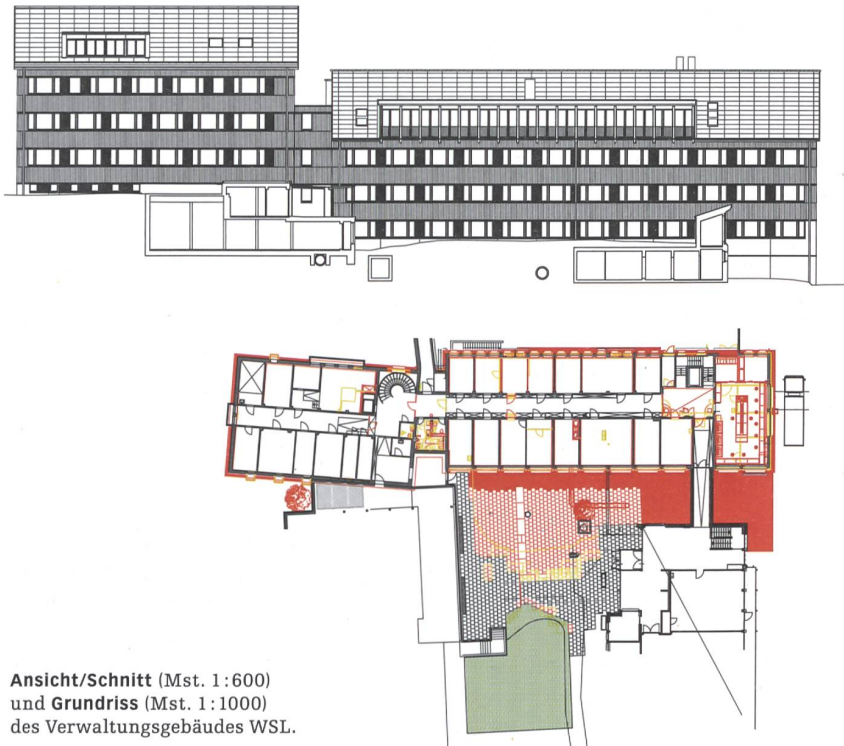 Ansicht/Schnitt (Mst. 1:600)
und Grundriss (Mst. 1:1000)
des Verwaltungsgebäudes WSL.